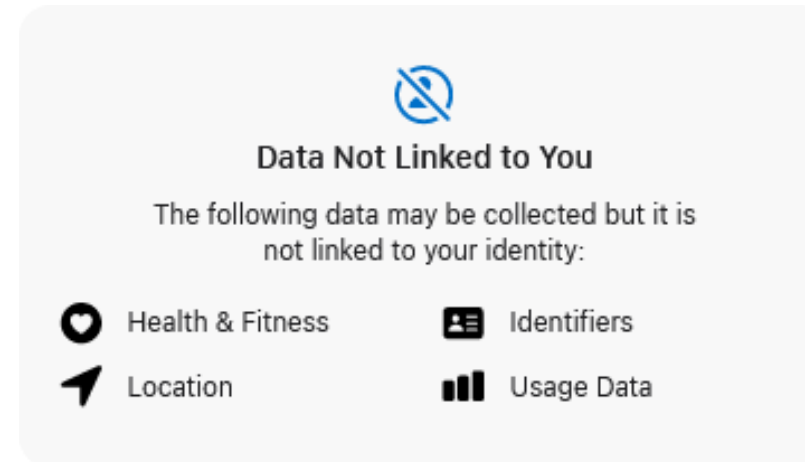 Data Not Linked to You
The following data may be collected but it is
not linked to your identity:
Health & Fitness
Identifiers
Location
Usage Data